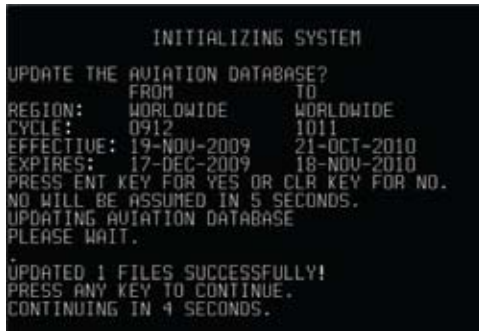 INITIALIZING SYSTEM
UPDATE THE AVIATION DATABASE?
FROM TO
REGION: WORLDWIDE WORLDWIDE
CYCLE: 0912 1011
EFFECTIVE: 19-NOV-2009 21-OCT-2010
EXPIRES: 17-DEC-2009 18-NOV-2010
PRESS ENT KEY FOR YES OR CLR KEY FOR NO.
NO WILL BE ASSUMED IN 5 SECONDS.
UPDATING AVIATION DATABASE
PLEASE WAIT.
.
UPDATED 1 FILES SUCCESSFULLY!
PRESS ANY KEY TO CONTINUE.
CONTINUING IN 4 SECONDS.